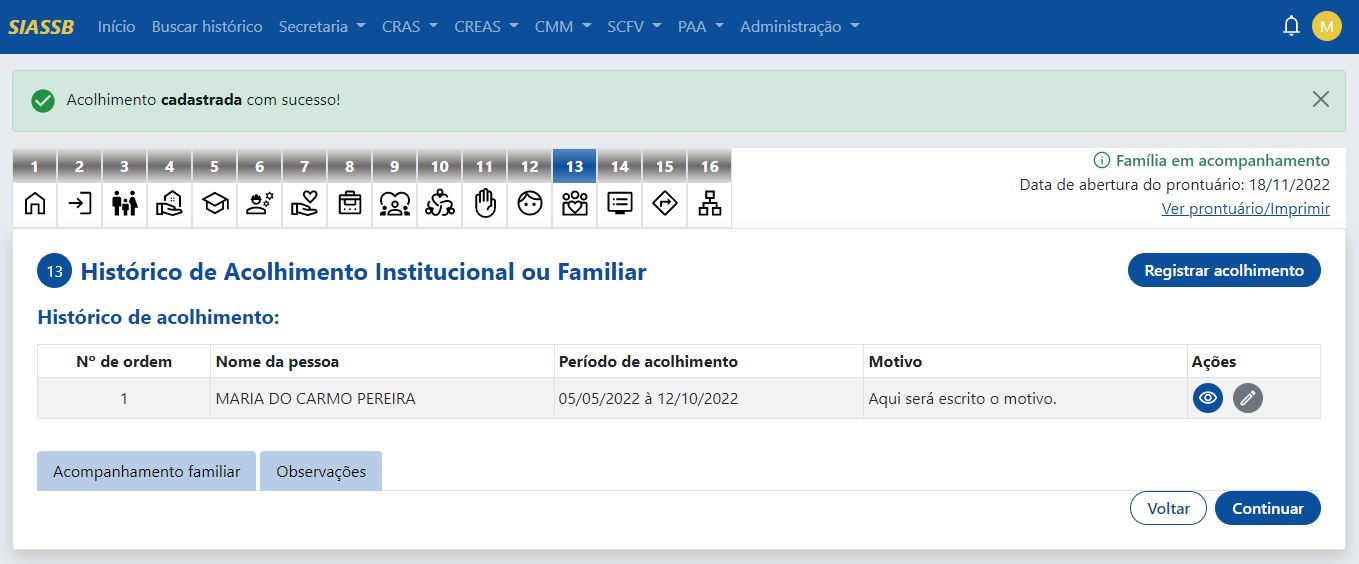 SIASSB Início Buscar histórico Secretaria CRAS CREAS CMM SCFV PAA Administração M
Acolhimento cadastrada com sucesso!
1 2 3 4 5 6 7 8 9 10 11 12 13 14 15 16
Família em acompanhamento
Data de abertura do prontuário: 18/11/2022
Ver prontuário/Imprimir
13 Histórico de Acolhimento Institucional ou Familiar Registrar acolhimento
Histórico de acolhimento:
Nº de ordem Nome da pessoa Período de acolhimento Motivo Ações
1 MARIA DO CARMO PEREIRA 05/05/2022 à 12/10/2022 Aqui será escrito o motivo.
Acompanhamento familiar Observações
Voltar Continuar